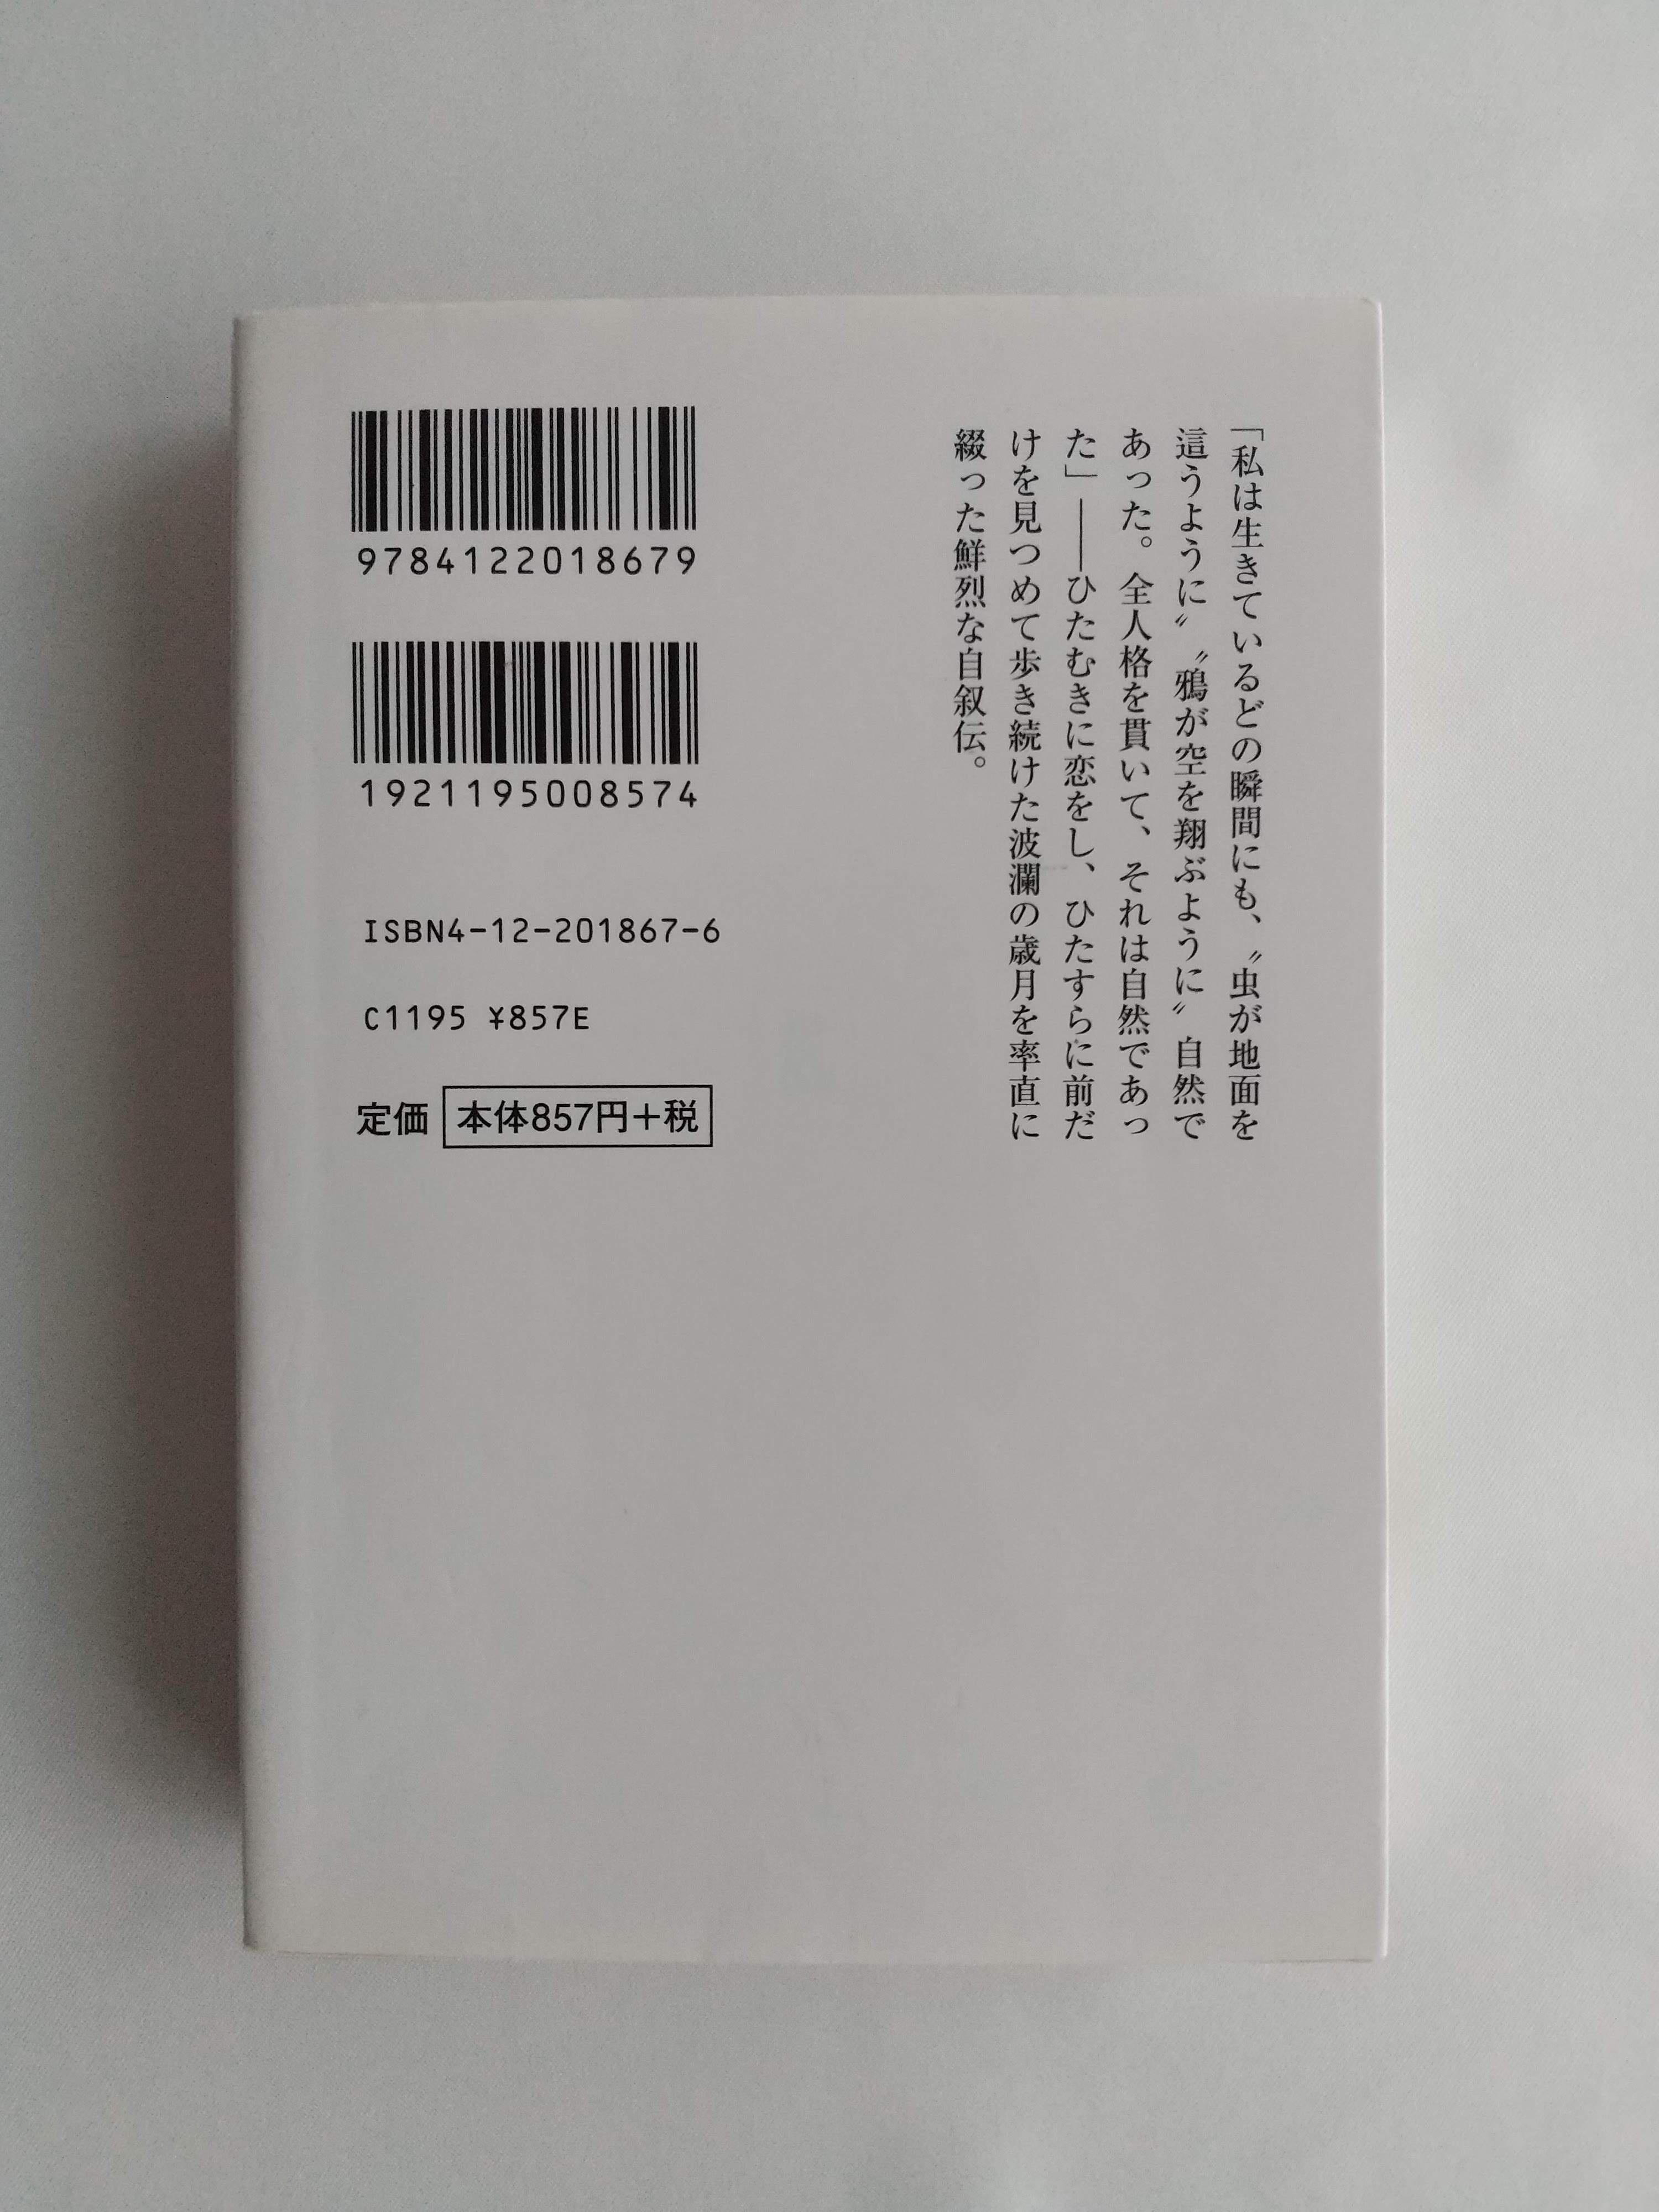 「私は生きているどの瞬間にも、〝虫が地面を
這うように〟〝鴉が空を翔ぶように〟自然で
あった。全人格を貫いて、それは自然であっ
た」――ひたむきに恋をし、ひたすらに前だ
けを見つめて歩き続けた波瀾の歳月を率直に
綴った鮮烈な自叙伝。
9784122018679
1921195008574
ISBN4-12-201867-6
C1195 ¥857E
定価 本体857円+税